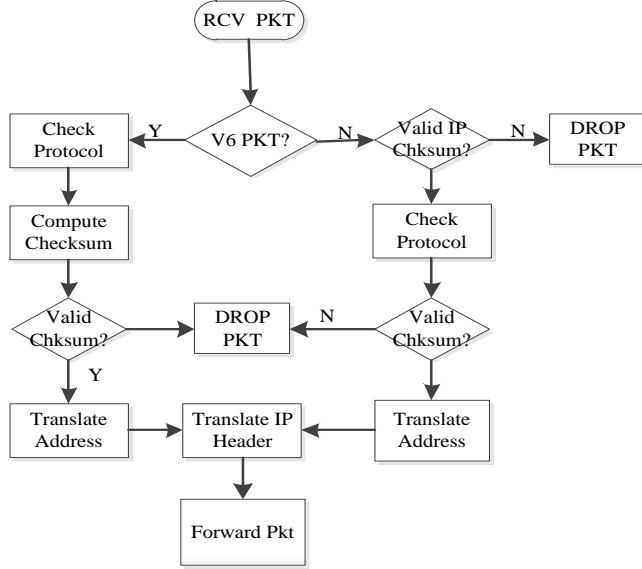 RCV PKT
Y
V6 PKT?
N
Valid IP
Chksum?
N
DROP
PKT
Check
Protocol
Check
Protocol
Compute
Checksum
Valid
Chksum?
DROP
PKT
N
Valid
Chksum?
Y
Translate
Address
Translate IP
Header
Translate
Address
Forward Pkt